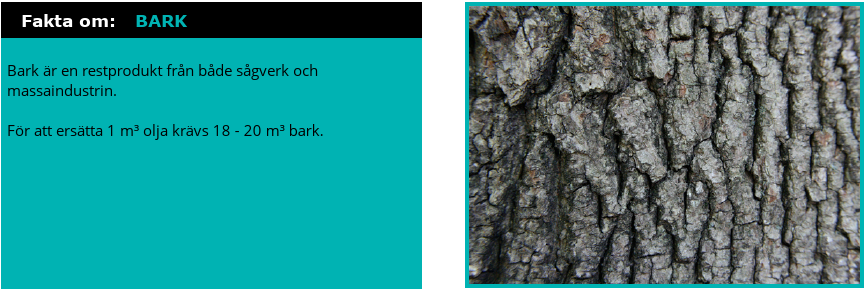 Fakta om: BARK
Bark är en restprodukt från både sågverk och
massaindustrin.
För att ersätta 1 m³ olja krävs 18 - 20 m³ bark.